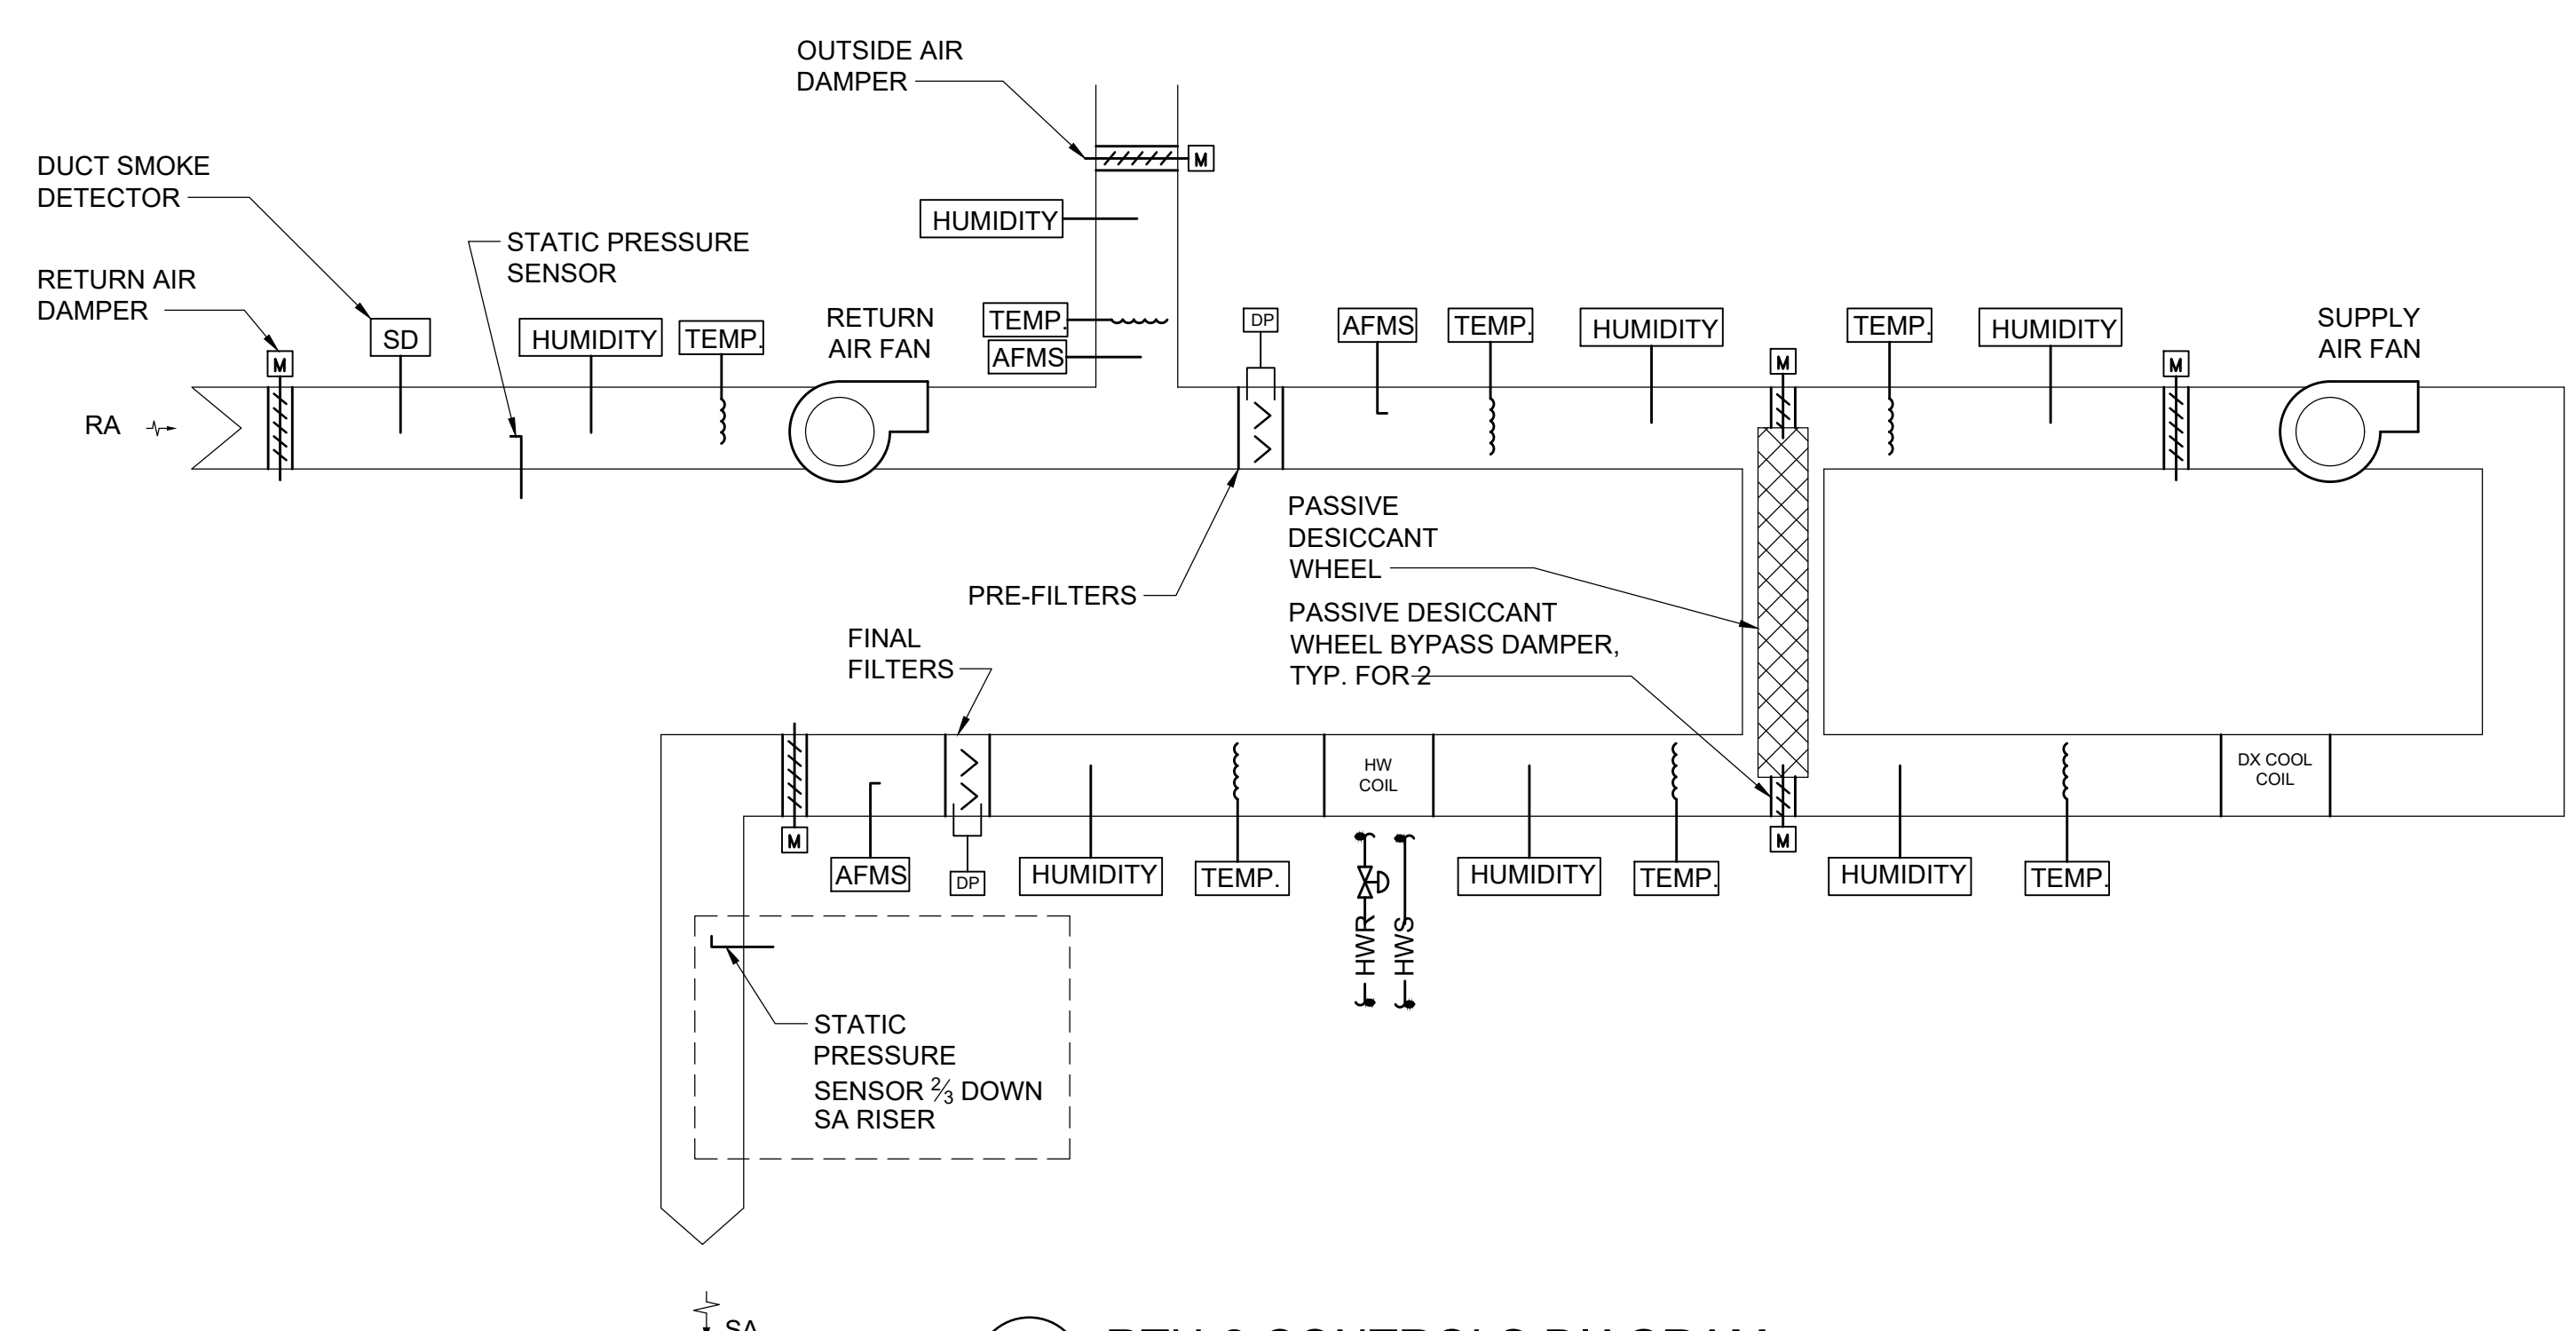 OUTSIDE AIR
DAMPER
M
DUCT SMOKE
DETECTOR
HUMIDITY
STATIC PRESSURE
SENSOR
RETURN AIR
DAMPER
M
SD
HUMIDITY
TEMP.
RETURN
AIR FAN
TEMP.
AFMS
DP
AFMS
TEMP.
HUMIDITY
M
TEMP.
HUMIDITY
M
SUPPLY
AIR FAN
RA
PASSIVE
DESICCANT
WHEEL
PRE-FILTERS
PASSIVE DESICCANT
WHEEL BYPASS DAMPER,
TYP. FOR 2
FINAL
FILTERS
HW
COIL
DX COOL
COIL
M
AFMS
DP
HUMIDITY
TEMP.
HUMIDITY
TEMP.
M
HUMIDITY
TEMP.
HWR
HWS
STATIC
PRESSURE
SENSOR 2/3 DOWN
SA RISER
SA